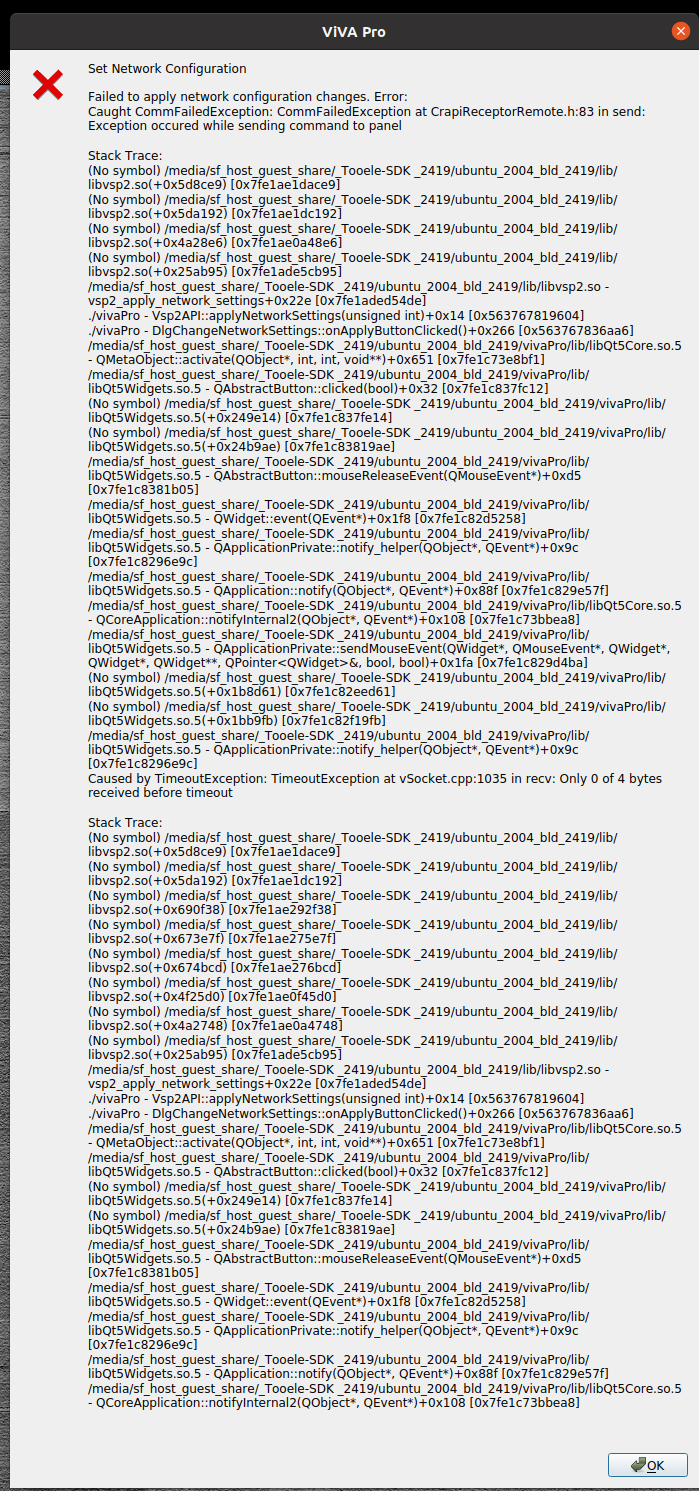 ViVA Pro
Set Network Configuration
Failed to apply network configuration changes. Error:
Caught CommFailedException: CommFailedException at CrapiReceptorRemote.h:83 in send:
Exception occured while sending command to panel
Stack Trace:
(No symbol) /media/sf_host_guest_share/_Tooele-SDK _2419/ubuntu_2004_bld_2419/lib/
libvsp2.so(+0x5d8ce9) [0x7fe1ae1dace9]
(No symbol) /media/sf_host_guest_share/_Tooele-SDK _2419/ubuntu_2004_bld_2419/lib/
libvsp2.so(+0x5da192) [0x7fe1ae1dc192]
(No symbol) /media/sf_host_guest_share/_Tooele-SDK _2419/ubuntu_2004_bld_2419/lib/
libvsp2.so(+0x4a28e6) [0x7fe1ae0a48e6]
(No symbol) /media/sf_host_guest_share/_Tooele-SDK _2419/ubuntu_2004_bld_2419/lib/
libvsp2.so(+0x25ab95) [0x7fe1ade5cb95]
/media/sf_host_guest_share/_Tooele-SDK _2419/ubuntu_2004_bld_2419/lib/libvsp2.so -
vsp2_apply_network_settings+0x22e [0x7fe1aded54de]
./vivaPro - Vsp2API::applyNetworkSettings(unsigned int)+0x14 [0x563767819604]
./vivaPro - DlgChangeNetworkSettings::onApplyButtonClicked()+0x266 [0x563767836aa6]
/media/sf_host_guest_share/_Tooele-SDK _2419/ubuntu_2004_bld_2419/vivaPro/lib/libQt5Core.so.5
- QMetaObject::activate(QObject*, int, int, void**)+0x651 [0x7fe1c73e8bf1]
/media/sf_host_guest_share/_Tooele-SDK _2419/ubuntu_2004_bld_2419/vivaPro/lib/
libQt5Widgets.so.5 - QAbstractButton::clicked(bool)+0x32 [0x7fe1c837fc12]
(No symbol) /media/sf_host_guest_share/_Tooele-SDK _2419/ubuntu_2004_bld_2419/vivaPro/lib/
libQt5Widgets.so.5(+0x249e14) [0x7fe1c837fe14]
(No symbol) /media/sf_host_guest_share/_Tooele-SDK _2419/ubuntu_2004_bld_2419/vivaPro/lib/
libQt5Widgets.so.5(+0x24b9ae) [0x7fe1c83819ae]
/media/sf_host_guest_share/_Tooele-SDK _2419/ubuntu_2004_bld_2419/vivaPro/lib/
libQt5Widgets.so.5 - QAbstractButton::mouseReleaseEvent(QMouseEvent*)+0xd5
[0x7fe1c8381b05]
/media/sf_host_guest_share/_Tooele-SDK _2419/ubuntu_2004_bld_2419/vivaPro/lib/
libQt5Widgets.so.5 - QWidget::event(QEvent*)+0x1f8 [0x7fe1c82d5258]
/media/sf_host_guest_share/_Tooele-SDK _2419/ubuntu_2004_bld_2419/vivaPro/lib/
libQt5Widgets.so.5 - QApplicationPrivate::notify_helper(QObject*, QEvent*)+0x9c
[0x7fe1c8296e9c]
/media/sf_host_guest_share/_Tooele-SDK _2419/ubuntu_2004_bld_2419/vivaPro/lib/
libQt5Widgets.so.5 - QApplication::notify(QObject*, QEvent*)+0x88f [0x7fe1c829e57f]
/media/sf_host_guest_share/_Tooele-SDK _2419/ubuntu_2004_bld_2419/vivaPro/lib/libQt5Core.so.5
- QCoreApplication::notifyInternal2(QObject*, QEvent*)+0x108 [0x7fe1c73bbea8]
/media/sf_host_guest_share/_Tooele-SDK _2419/ubuntu_2004_bld_2419/vivaPro/lib/
libQt5Widgets.so.5 - QApplicationPrivate::sendMouseEvent(QWidget*, QMouseEvent*, QWidget*,
QWidget*, QWidget**, QPointer<QWidget>&, bool, bool)+0x1fa [0x7fe1c829d4ba]
(No symbol) /media/sf_host_guest_share/_Tooele-SDK _2419/ubuntu_2004_bld_2419/vivaPro/lib/
libQt5Widgets.so.5(+0x1b8d61) [0x7fe1c82eed61]
(No symbol) /media/sf_host_guest_share/_Tooele-SDK _2419/ubuntu_2004_bld_2419/vivaPro/lib/
libQt5Widgets.so.5(+0x1bb9fb) [0x7fe1c82f19fb]
/media/sf_host_guest_share/_Tooele-SDK _2419/ubuntu_2004_bld_2419/vivaPro/lib/
libQt5Widgets.so.5 - QApplicationPrivate::notify_helper(QObject*, QEvent*)+0x9c
[0x7fe1c8296e9c]
Caused by TimeoutException: TimeoutException at vSocket.cpp:1035 in recv: Only 0 of 4 bytes
received before timeout
Stack Trace:
(No symbol) /media/sf_host_guest_share/_Tooele-SDK _2419/ubuntu_2004_bld_2419/lib/
libvsp2.so(+0x5d8ce9) [0x7fe1ae1dace9]
(No symbol) /media/sf_host_guest_share/_Tooele-SDK _2419/ubuntu_2004_bld_2419/lib/
libvsp2.so(+0x5da192) [0x7fe1ae1dc192]
(No symbol) /media/sf_host_guest_share/_Tooele-SDK _2419/ubuntu_2004_bld_2419/lib/
libvsp2.so(+0x690f38) [0x7fe1ae292f38]
(No symbol) /media/sf_host_guest_share/_Tooele-SDK _2419/ubuntu_2004_bld_2419/lib/
libvsp2.so(+0x673e7f) [0x7fe1ae275e7f]
(No symbol) /media/sf_host_guest_share/_Tooele-SDK _2419/ubuntu_2004_bld_2419/lib/
libvsp2.so(+0x674bcd) [0x7fe1ae276bcd]
(No symbol) /media/sf_host_guest_share/_Tooele-SDK _2419/ubuntu_2004_bld_2419/lib/
libvsp2.so(+0x4f25d0) [0x7fe1ae0f45d0]
(No symbol) /media/sf_host_guest_share/_Tooele-SDK _2419/ubuntu_2004_bld_2419/lib/
libvsp2.so(+0x4a2748) [0x7fe1ae0a4748]
(No symbol) /media/sf_host_guest_share/_Tooele-SDK _2419/ubuntu_2004_bld_2419/lib/
libvsp2.so(+0x25ab95) [0x7fe1ade5cb95]
/media/sf_host_guest_share/_Tooele-SDK _2419/ubuntu_2004_bld_2419/lib/libvsp2.so -
vsp2_apply_network_settings+0x22e [0x7fe1aded54de]
./vivaPro - Vsp2API::applyNetworkSettings(unsigned int)+0x14 [0x563767819604]
./vivaPro - DlgChangeNetworkSettings::onApplyButtonClicked()+0x266 [0x563767836aa6]
/media/sf_host_guest_share/_Tooele-SDK _2419/ubuntu_2004_bld_2419/vivaPro/lib/libQt5Core.so.5
- QMetaObject::activate(QObject*, int, int, void**)+0x651 [0x7fe1c73e8bf1]
/media/sf_host_guest_share/_Tooele-SDK _2419/ubuntu_2004_bld_2419/vivaPro/lib/
libQt5Widgets.so.5 - QAbstractButton::clicked(bool)+0x32 [0x7fe1c837fc12]
(No symbol) /media/sf_host_guest_share/_Tooele-SDK _2419/ubuntu_2004_bld_2419/vivaPro/lib/
libQt5Widgets.so.5(+0x249e14) [0x7fe1c837fe14]
(No symbol) /media/sf_host_guest_share/_Tooele-SDK _2419/ubuntu_2004_bld_2419/vivaPro/lib/
libQt5Widgets.so.5(+0x24b9ae) [0x7fe1c83819ae]
/media/sf_host_guest_share/_Tooele-SDK _2419/ubuntu_2004_bld_2419/vivaPro/lib/
libQt5Widgets.so.5 - QAbstractButton::mouseReleaseEvent(QMouseEvent*)+0xd5
[0x7fe1c8381b05]
/media/sf_host_guest_share/_Tooele-SDK _2419/ubuntu_2004_bld_2419/vivaPro/lib/
libQt5Widgets.so.5 - QWidget::event(QEvent*)+0x1f8 [0x7fe1c82d5258]
/media/sf_host_guest_share/_Tooele-SDK _2419/ubuntu_2004_bld_2419/vivaPro/lib/
libQt5Widgets.so.5 - QApplicationPrivate::notify_helper(QObject*, QEvent*)+0x9c
[0x7fe1c8296e9c]
/media/sf_host_guest_share/_Tooele-SDK _2419/ubuntu_2004_bld_2419/vivaPro/lib/
libQt5Widgets.so.5 - QApplication::notify(QObject*, QEvent*)+0x88f [0x7fe1c829e57f]
/media/sf_host_guest_share/_Tooele-SDK _2419/ubuntu_2004_bld_2419/vivaPro/lib/libQt5Core.so.5
- QCoreApplication::notifyInternal2(QObject*, QEvent*)+0x108 [0x7fe1c73bbea8]
OK